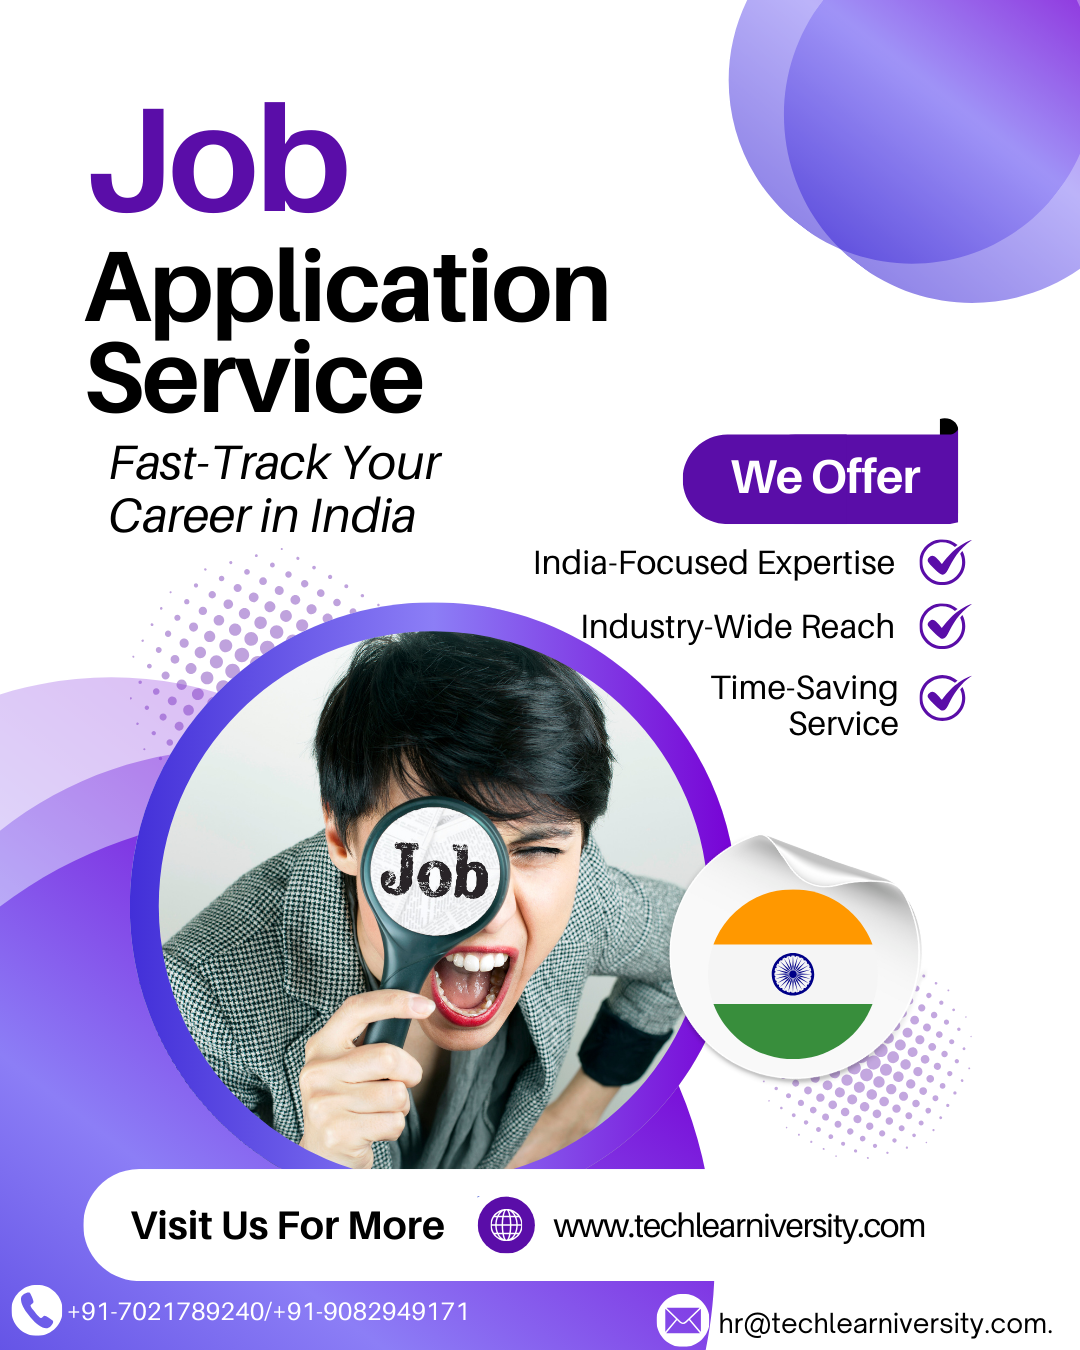 Job
Application
Service
Fast-Track Your
Career in India
We Offer
India-Focused Expertise
Industry-Wide Reach
Time-Saving
Service
Job
Visit Us For More
www.techlearniversity.com
+91-7021789240/+91-9082949171
hr@techlearniversity.com.